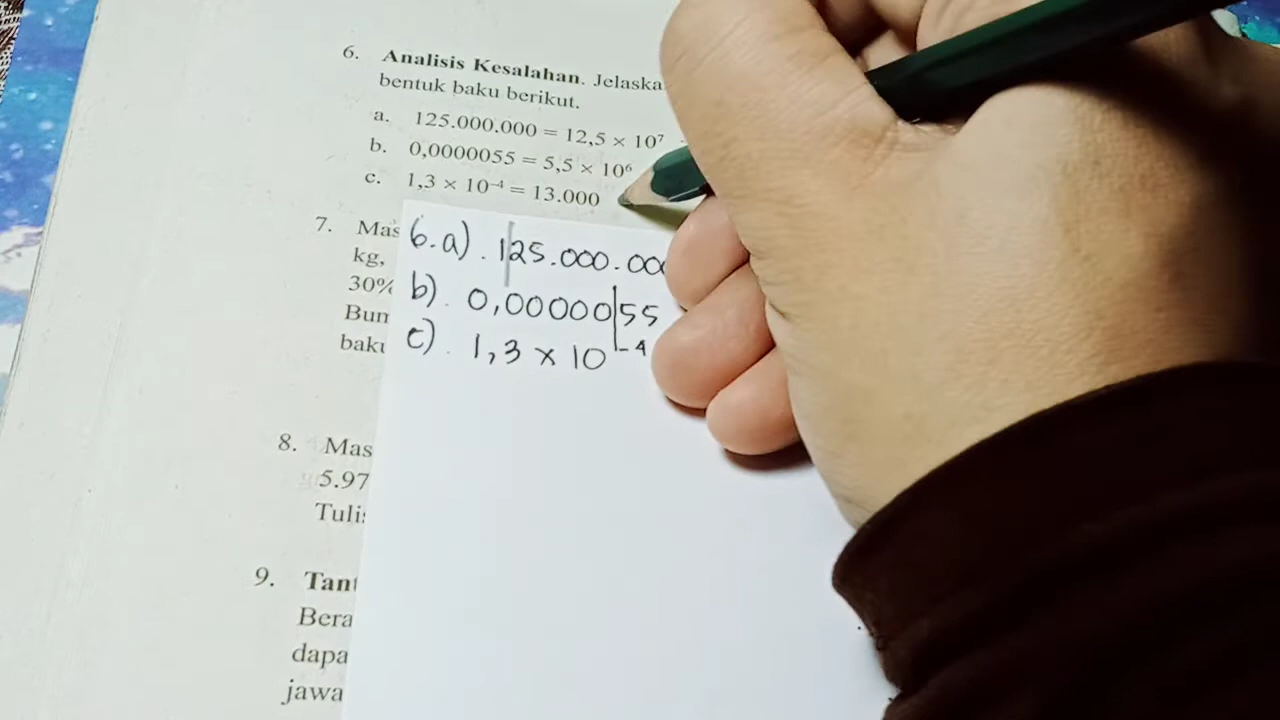 6. Analisis Kesalahan. Jelaska
bentuk baku berikut.
a. 125.000.000 = 12,5 × 10⁷
b. 0,0000055 = 5,5 × 10⁶
c. 1,3 × 10⁻⁴ = 13.000
7. Mas
kg,
30%
Bum
baku
6.a). 125.000.00
b). 0,0000055
c). 1,3 × 10⁻⁴
8. Mas
5.97
Tulis
9. Tant
Bera
dapa
jawa